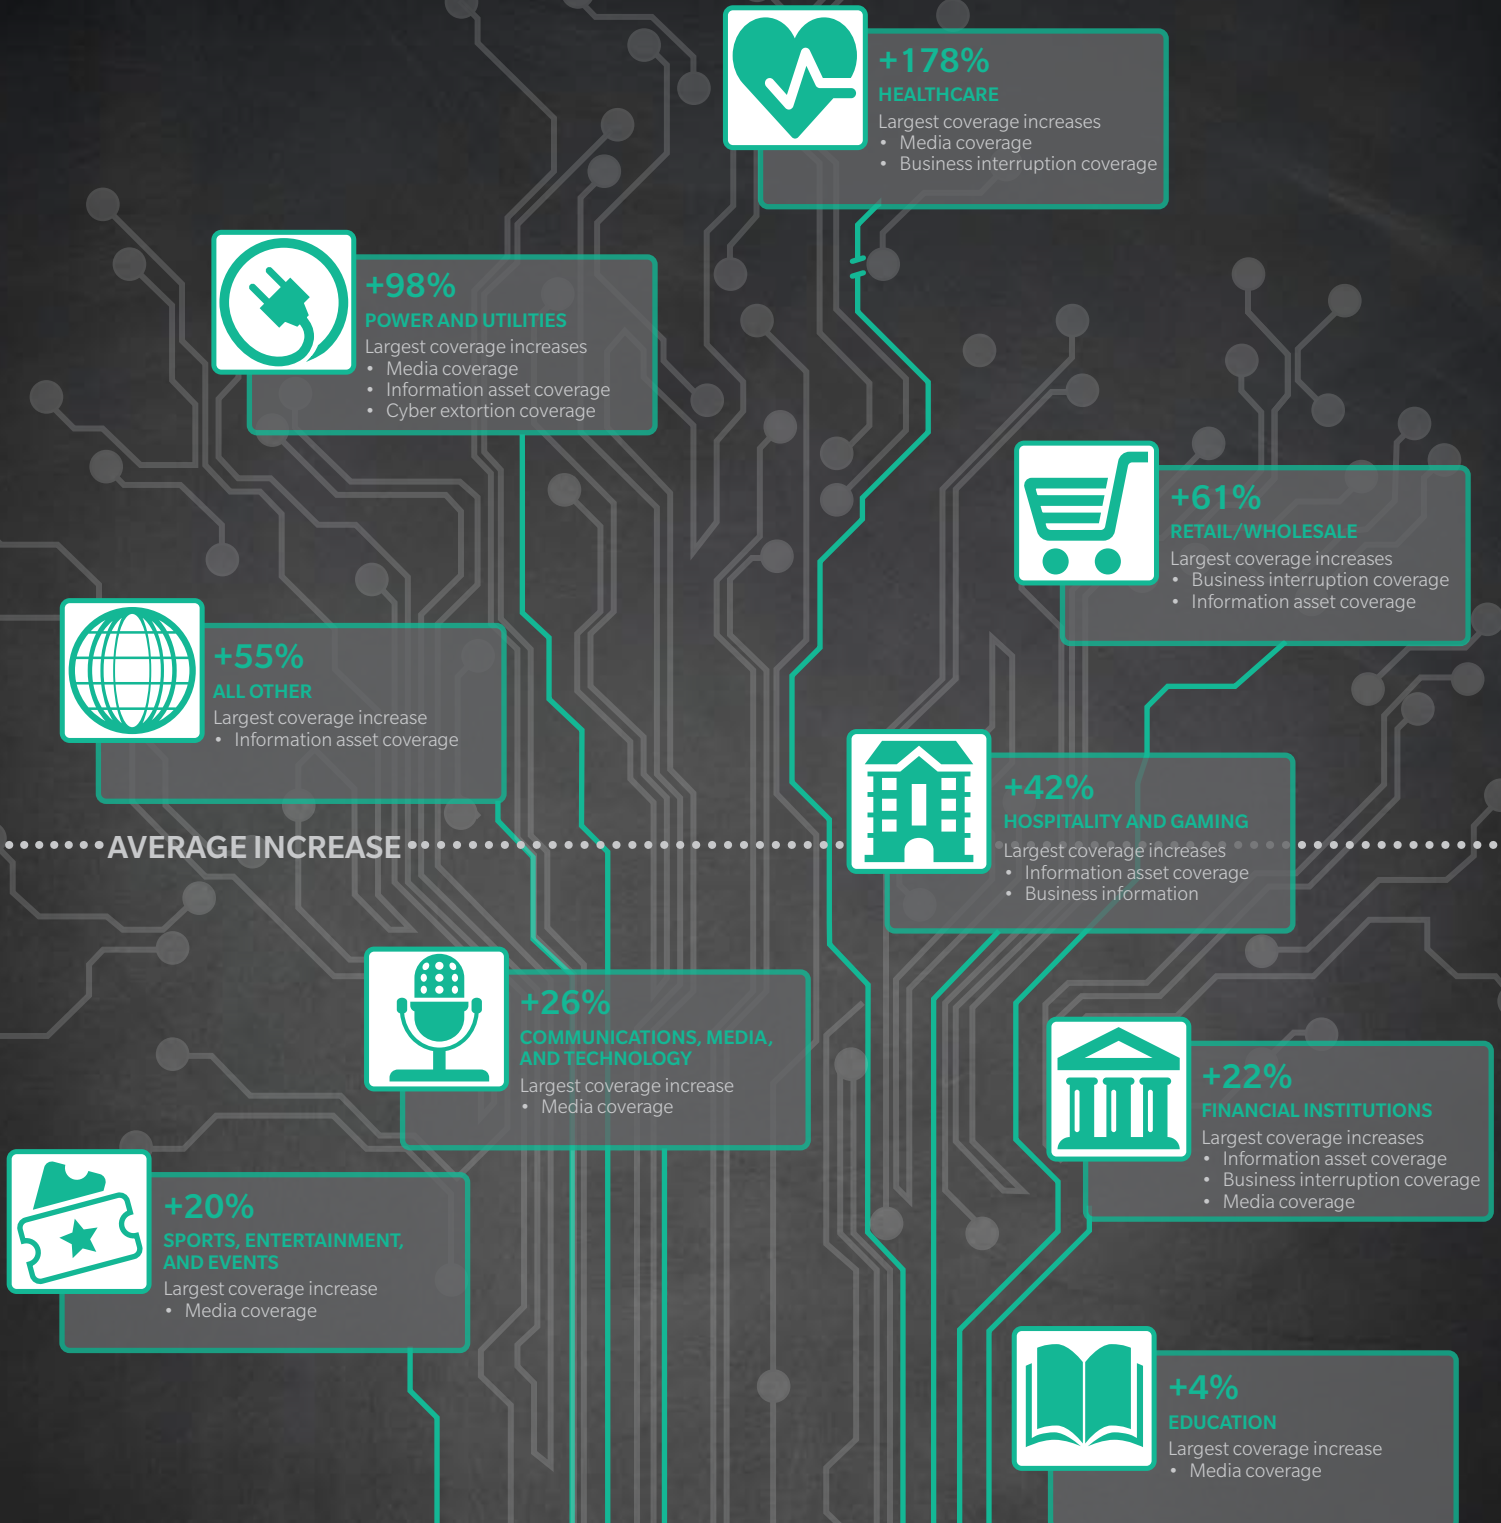 +178%
HEALTHCARE
Largest coverage increases
• Media coverage
• Business interruption coverage
+98%
POWER AND UTILITIES
Largest coverage increases
• Media coverage
• Information asset coverage
• Cyber extortion coverage
+61%
RETAIL/WHOLESALE
Largest coverage increases
• Business interruption coverage
• Information asset coverage
+55%
ALL OTHER
Largest coverage increase
• Information asset coverage
+42%
HOSPITALITY AND GAMING
Largest coverage increases
• Information asset coverage
• Business information
AVERAGE INCREASE
+26%
COMMUNICATIONS, MEDIA,
AND TECHNOLOGY
Largest coverage increase
• Media coverage
+22%
FINANCIAL INSTITUTIONS
Largest coverage increases
• Information asset coverage
• Business interruption coverage
• Media coverage
+20%
SPORTS, ENTERTAINMENT,
AND EVENTS
Largest coverage increase
• Media coverage
+4%
EDUCATION
Largest coverage increase
• Media coverage